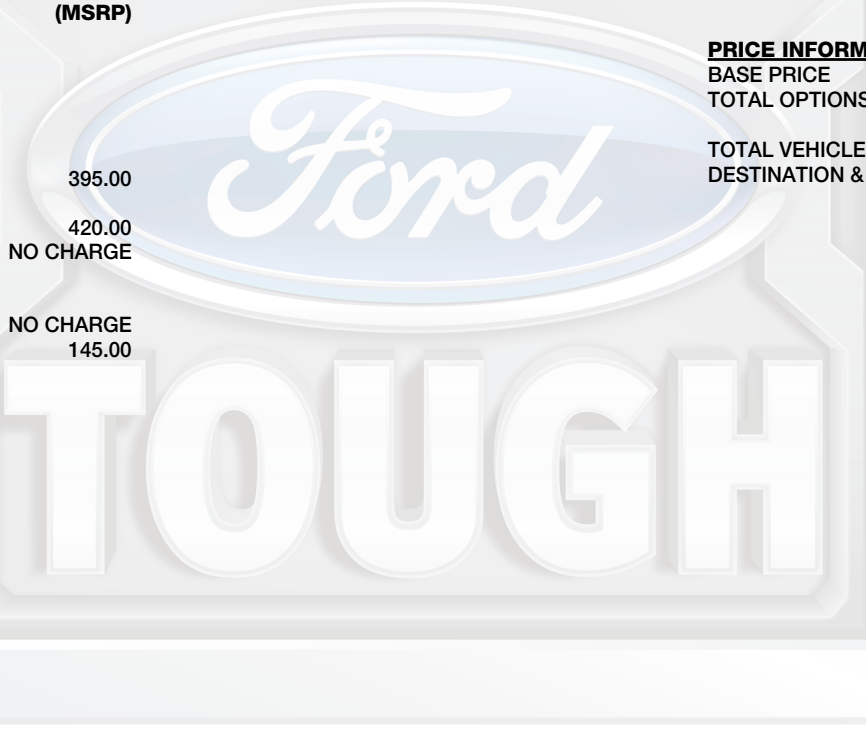 (MSRP)
395.00
420.00
NO CHARGE
NO CHARGE
145.00
PRICE INFORM
BASE PRICE
TOTAL OPTIONS
TOTAL VEHICLE
DESTINATION &
Ford
TOUGH